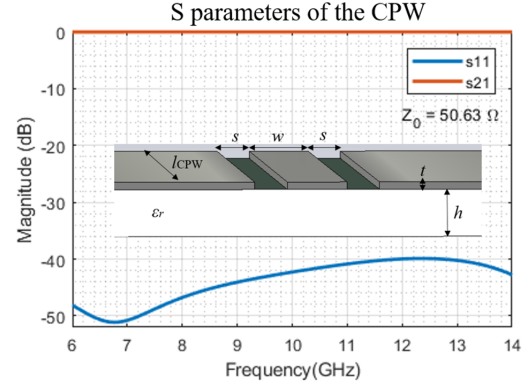 S parameters of the CPW
Magnitude (dB)
0
-10
-20
-30
-40
-50
s11
s21
Z₀ = 50.63 Ω
s w s
lCPW
t
εr
h
6 7 8 9 10 11 12 13 14
Frequency(GHz)